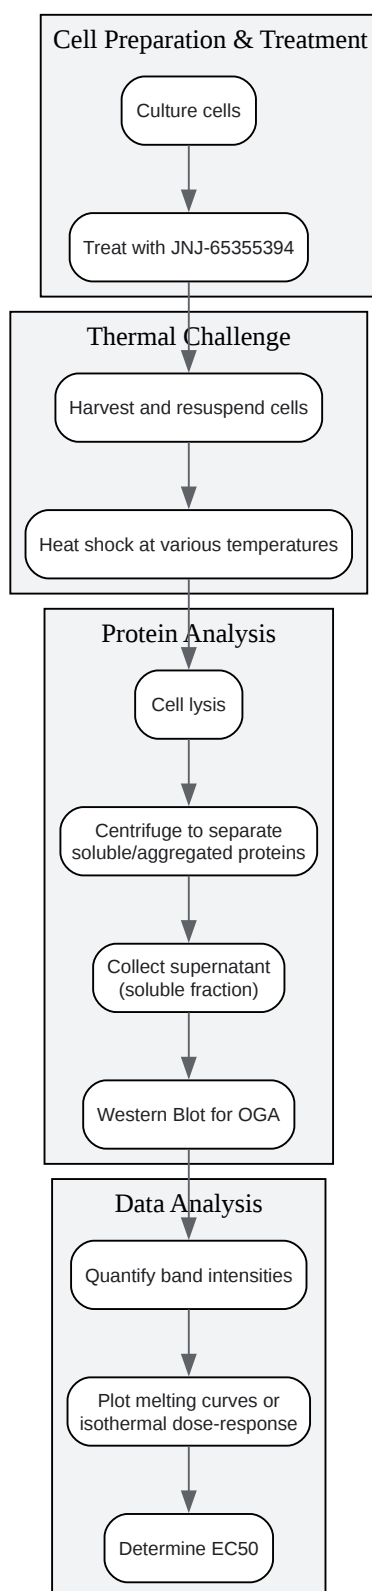 Cell Preparation & Treatment
Culture cells
Treat with JNJ-65355394
Thermal Challenge
Harvest and resuspend cells
Heat shock at various temperatures
Protein Analysis
Cell lysis
Centrifuge to separate
soluble/aggregated proteins
Collect supernatant
(soluble fraction)
Western Blot for OGA
Data Analysis
Quantify band intensities
Plot melting curves or
isothermal dose-response
Determine EC50